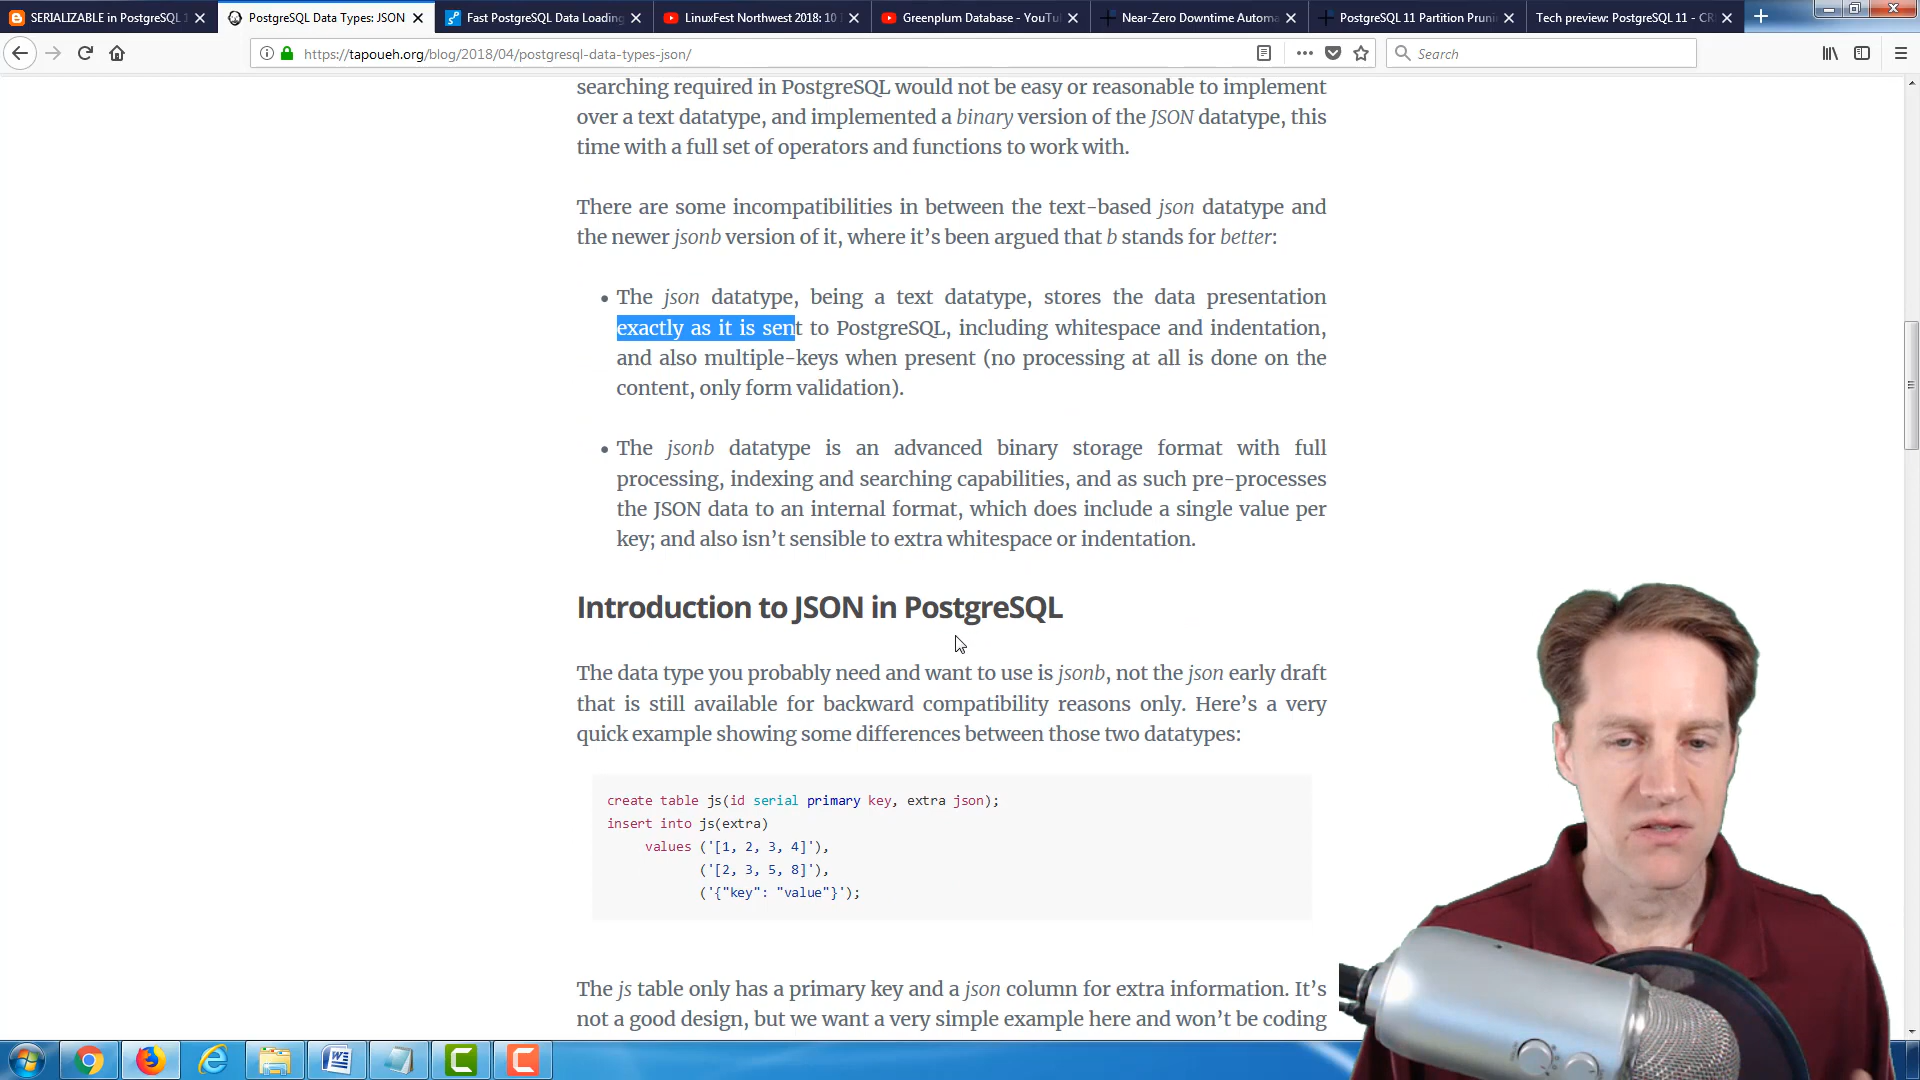 SERIALIZABLE in PostgreSQL 1
PostgreSQL Data Types: JSON
Fast PostgreSQL Data Loading
LinuxFest Northwest 2018: 10
Greenplum Database - YouTu
Near-Zero Downtime Automa
PostgreSQL 11 Partition Pruni
Tech preview: PostgreSQL 11 - CR
https://tapoueh.org/blog/2018/04/postgresql-data-types-json/
Search
searching required in PostgreSQL would not be easy or reasonable to implement
over a text datatype, and implemented a binary version of the JSON datatype, this
time with a full set of operators and functions to work with.
There are some incompatibilities in between the text-based json datatype and
the newer jsonb version of it, where it’s been argued that b stands for better:
• The json datatype, being a text datatype, stores the data presentation
exactly as it is sent to PostgreSQL, including whitespace and indentation,
and also multiple-keys when present (no processing at all is done on the
content, only form validation).
• The jsonb datatype is an advanced binary storage format with full
processing, indexing and searching capabilities, and as such pre-processes
the JSON data to an internal format, which does include a single value per
key; and also isn’t sensible to extra whitespace or indentation.
Introduction to JSON in PostgreSQL
The data type you probably need and want to use is jsonb, not the json early draft
that is still available for backward compatibility reasons only. Here’s a very
quick example showing some differences between those two datatypes:
create table js(id serial primary key, extra json);
insert into js(extra)
values ('[1, 2, 3, 4]'),
('[2, 3, 5, 8]'),
('{"key": "value"}');
The js table only has a primary key and a json column for extra information. It’s
not a good design, but we want a very simple example here and won’t be coding